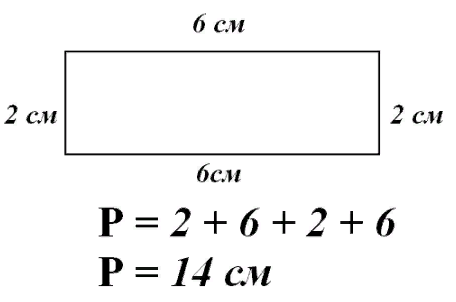 6 см
2 см
2 см
6см
P = 2 + 6 + 2 + 6
P = 14 см